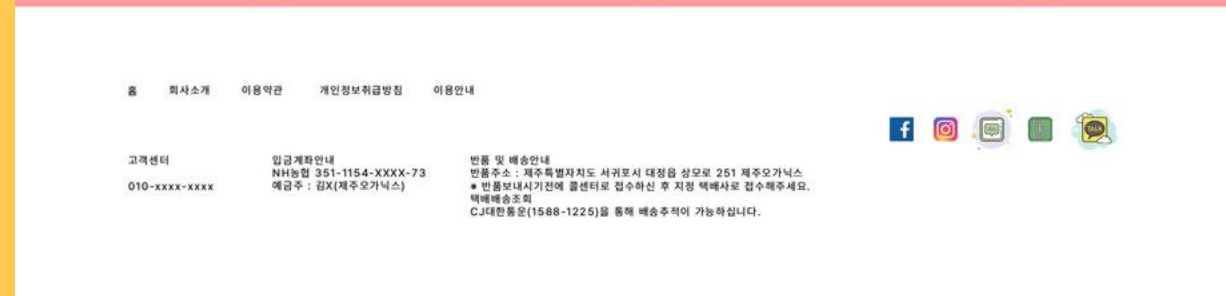 홈 회사소개 이용약관 개인정보취급방침 이용안내
TALK
고객센터
010-xxxx-xxxx
입금계좌안내
NH농협 351-1154-XXXX-73
예금주 : 김X(제주오가닉스)
반품 및 배송안내
반품주소 : 제주특별자치도 서귀포시 대정읍 상모로 251 제주오가닉스
* 반품보내시기전에 콜센터로 접수하신 후 지정 택배사로 접수해주세요.
택배배송조회
CJ대한통운(1588-1225)을 통해 배송추적이 가능하십니다.